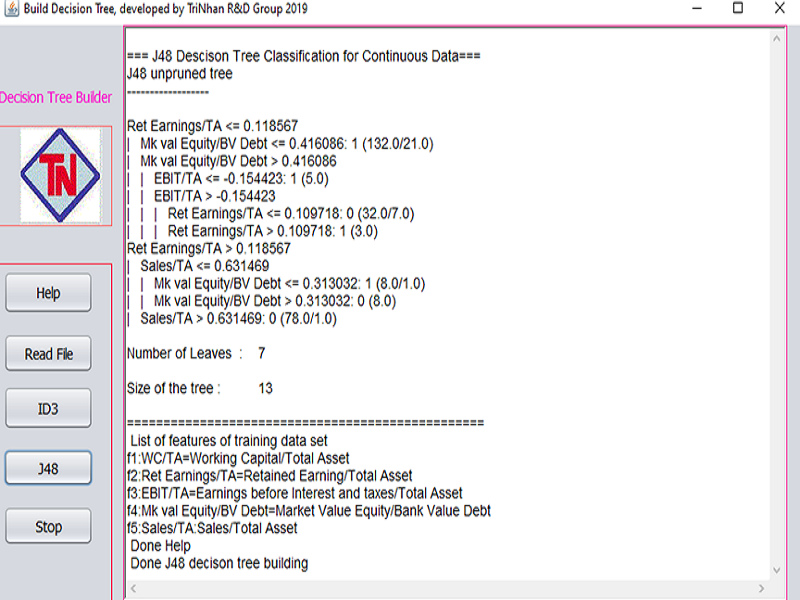 Build Decision Tree, developed by TriNhan R&D Group 2019
Decision Tree Builder
TN
Help
Read File
ID3
J48
Stop
=== J48 Descison Tree Classification for Continuous Data===
J48 unpruned tree
------------------
Ret Earnings/TA <= 0.118567
|  Mk val Equity/BV Debt <= 0.416086: 1 (132.0/21.0)
|  Mk val Equity/BV Debt > 0.416086
|  |  EBIT/TA <= -0.154423: 1 (5.0)
|  |  EBIT/TA > -0.154423
|  |  |  Ret Earnings/TA <= 0.109718: 0 (32.0/7.0)
|  |  |  Ret Earnings/TA > 0.109718: 1 (3.0)
Ret Earnings/TA > 0.118567
|  Sales/TA <= 0.631469
|  |  Mk val Equity/BV Debt <= 0.313032: 1 (8.0/1.0)
|  |  Mk val Equity/BV Debt > 0.313032: 0 (8.0)
|  Sales/TA > 0.631469: 0 (78.0/1.0)
Number of Leaves  :    7
Size of the tree :    13
==================================================
List of features of training data set
f1:WC/TA=Working Capital/Total Asset
f2:Ret Earnings/TA=Retained Earning/Total Asset
f3:EBIT/TA=Earnings before Interest and taxes/Total Asset
f4:Mk val Equity/BV Debt=Market Value Equity/Bank Value Debt
f5:Sales/TA:Sales/Total Asset
Done Help
Done J48 decison tree building